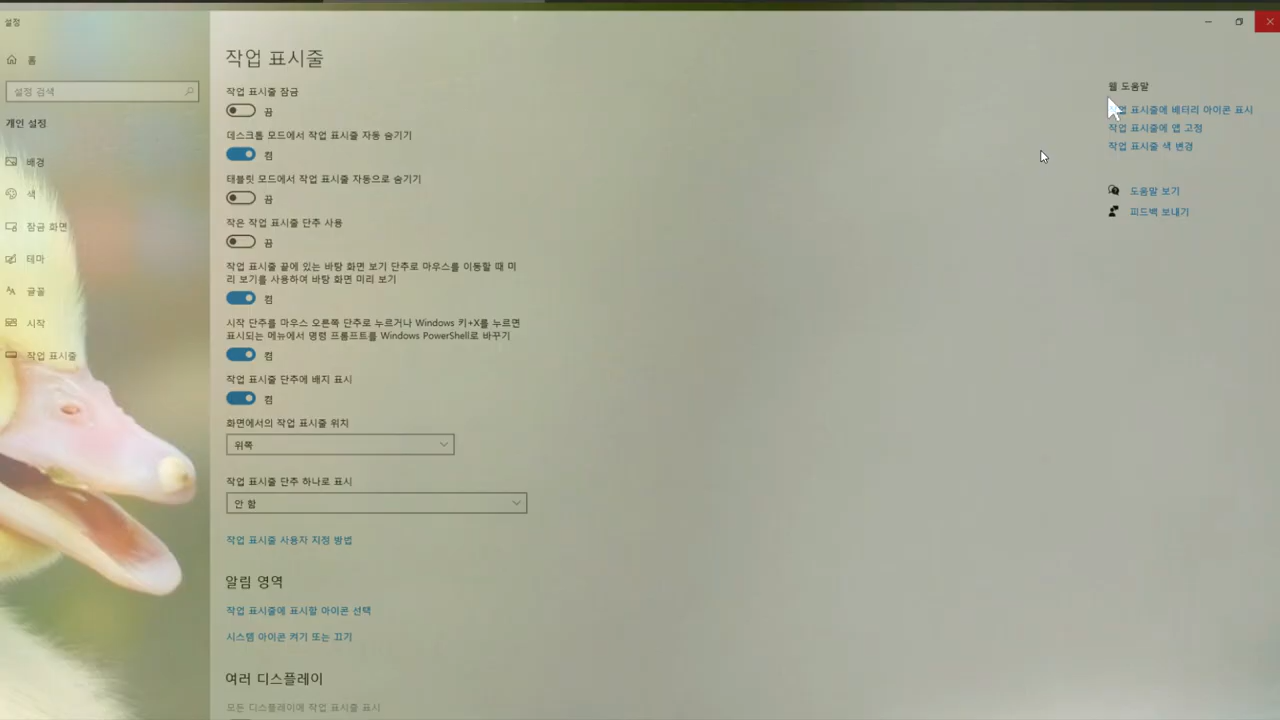 설정
홈
설정 검색
개인 설정
배경
색
잠금 화면
테마
글꼴
시작
작업 표시줄
작업 표시줄
작업 표시줄 잠금
끔
데스크톱 모드에서 작업 표시줄 자동 숨기기
켬
태블릿 모드에서 작업 표시줄 자동으로 숨기기
끔
작은 작업 표시줄 단추 사용
끔
작업 표시줄 끝에 있는 바탕 화면 보기 단추로 마우스를 이동할 때 미
리 보기를 사용하여 바탕 화면 미리 보기
켬
시작 단추를 마우스 오른쪽 단추로 누르거나 Windows 키+X를 누르면
표시되는 메뉴에서 명령 프롬프트를 Windows PowerShell로 바꾸기
켬
작업 표시줄 단추에 배지 표시
켬
화면에서의 작업 표시줄 위치
위쪽
작업 표시줄 단추 하나로 표시
안 함
작업 표시줄 사용자 지정 방법
알림 영역
작업 표시줄에 표시할 아이콘 선택
시스템 아이콘 켜기 또는 끄기
여러 디스플레이
모든 디스플레이에 작업 표시줄 표시
웹 도움말
표시줄에 배터리 아이콘 표시
작업 표시줄에 앱 고정
작업 표시줄 색 변경
도움말 보기
피드백 보내기